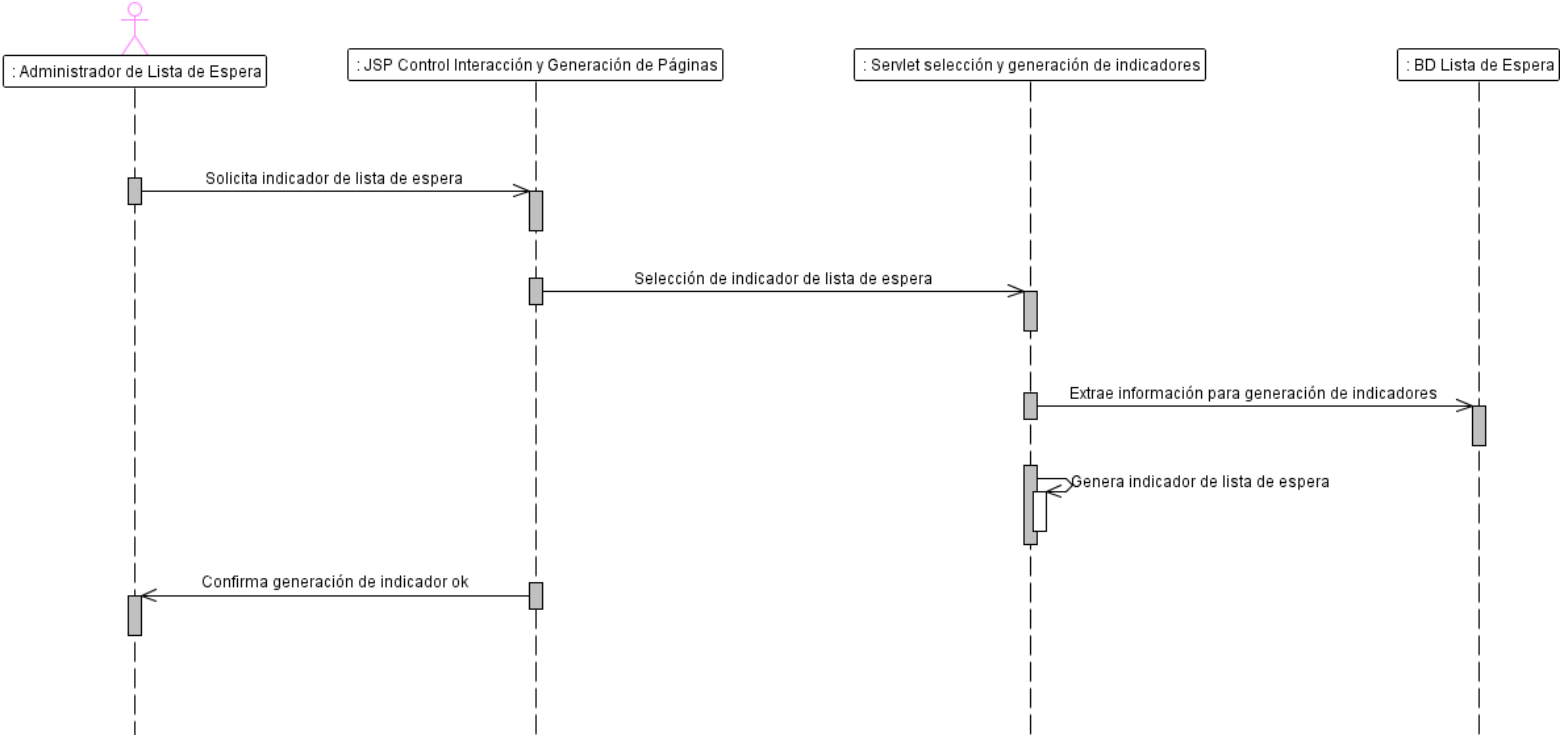 : Administrador de Lista de Espera
: JSP Control Interacción y Generación de Páginas
: Servlet selección y generación de indicadores
: BD Lista de Espera
Solicita indicador de lista de espera
Selección de indicador de lista de espera
Extrae información para generación de indicadores
Genera indicador de lista de espera
Confirma generación de indicador ok